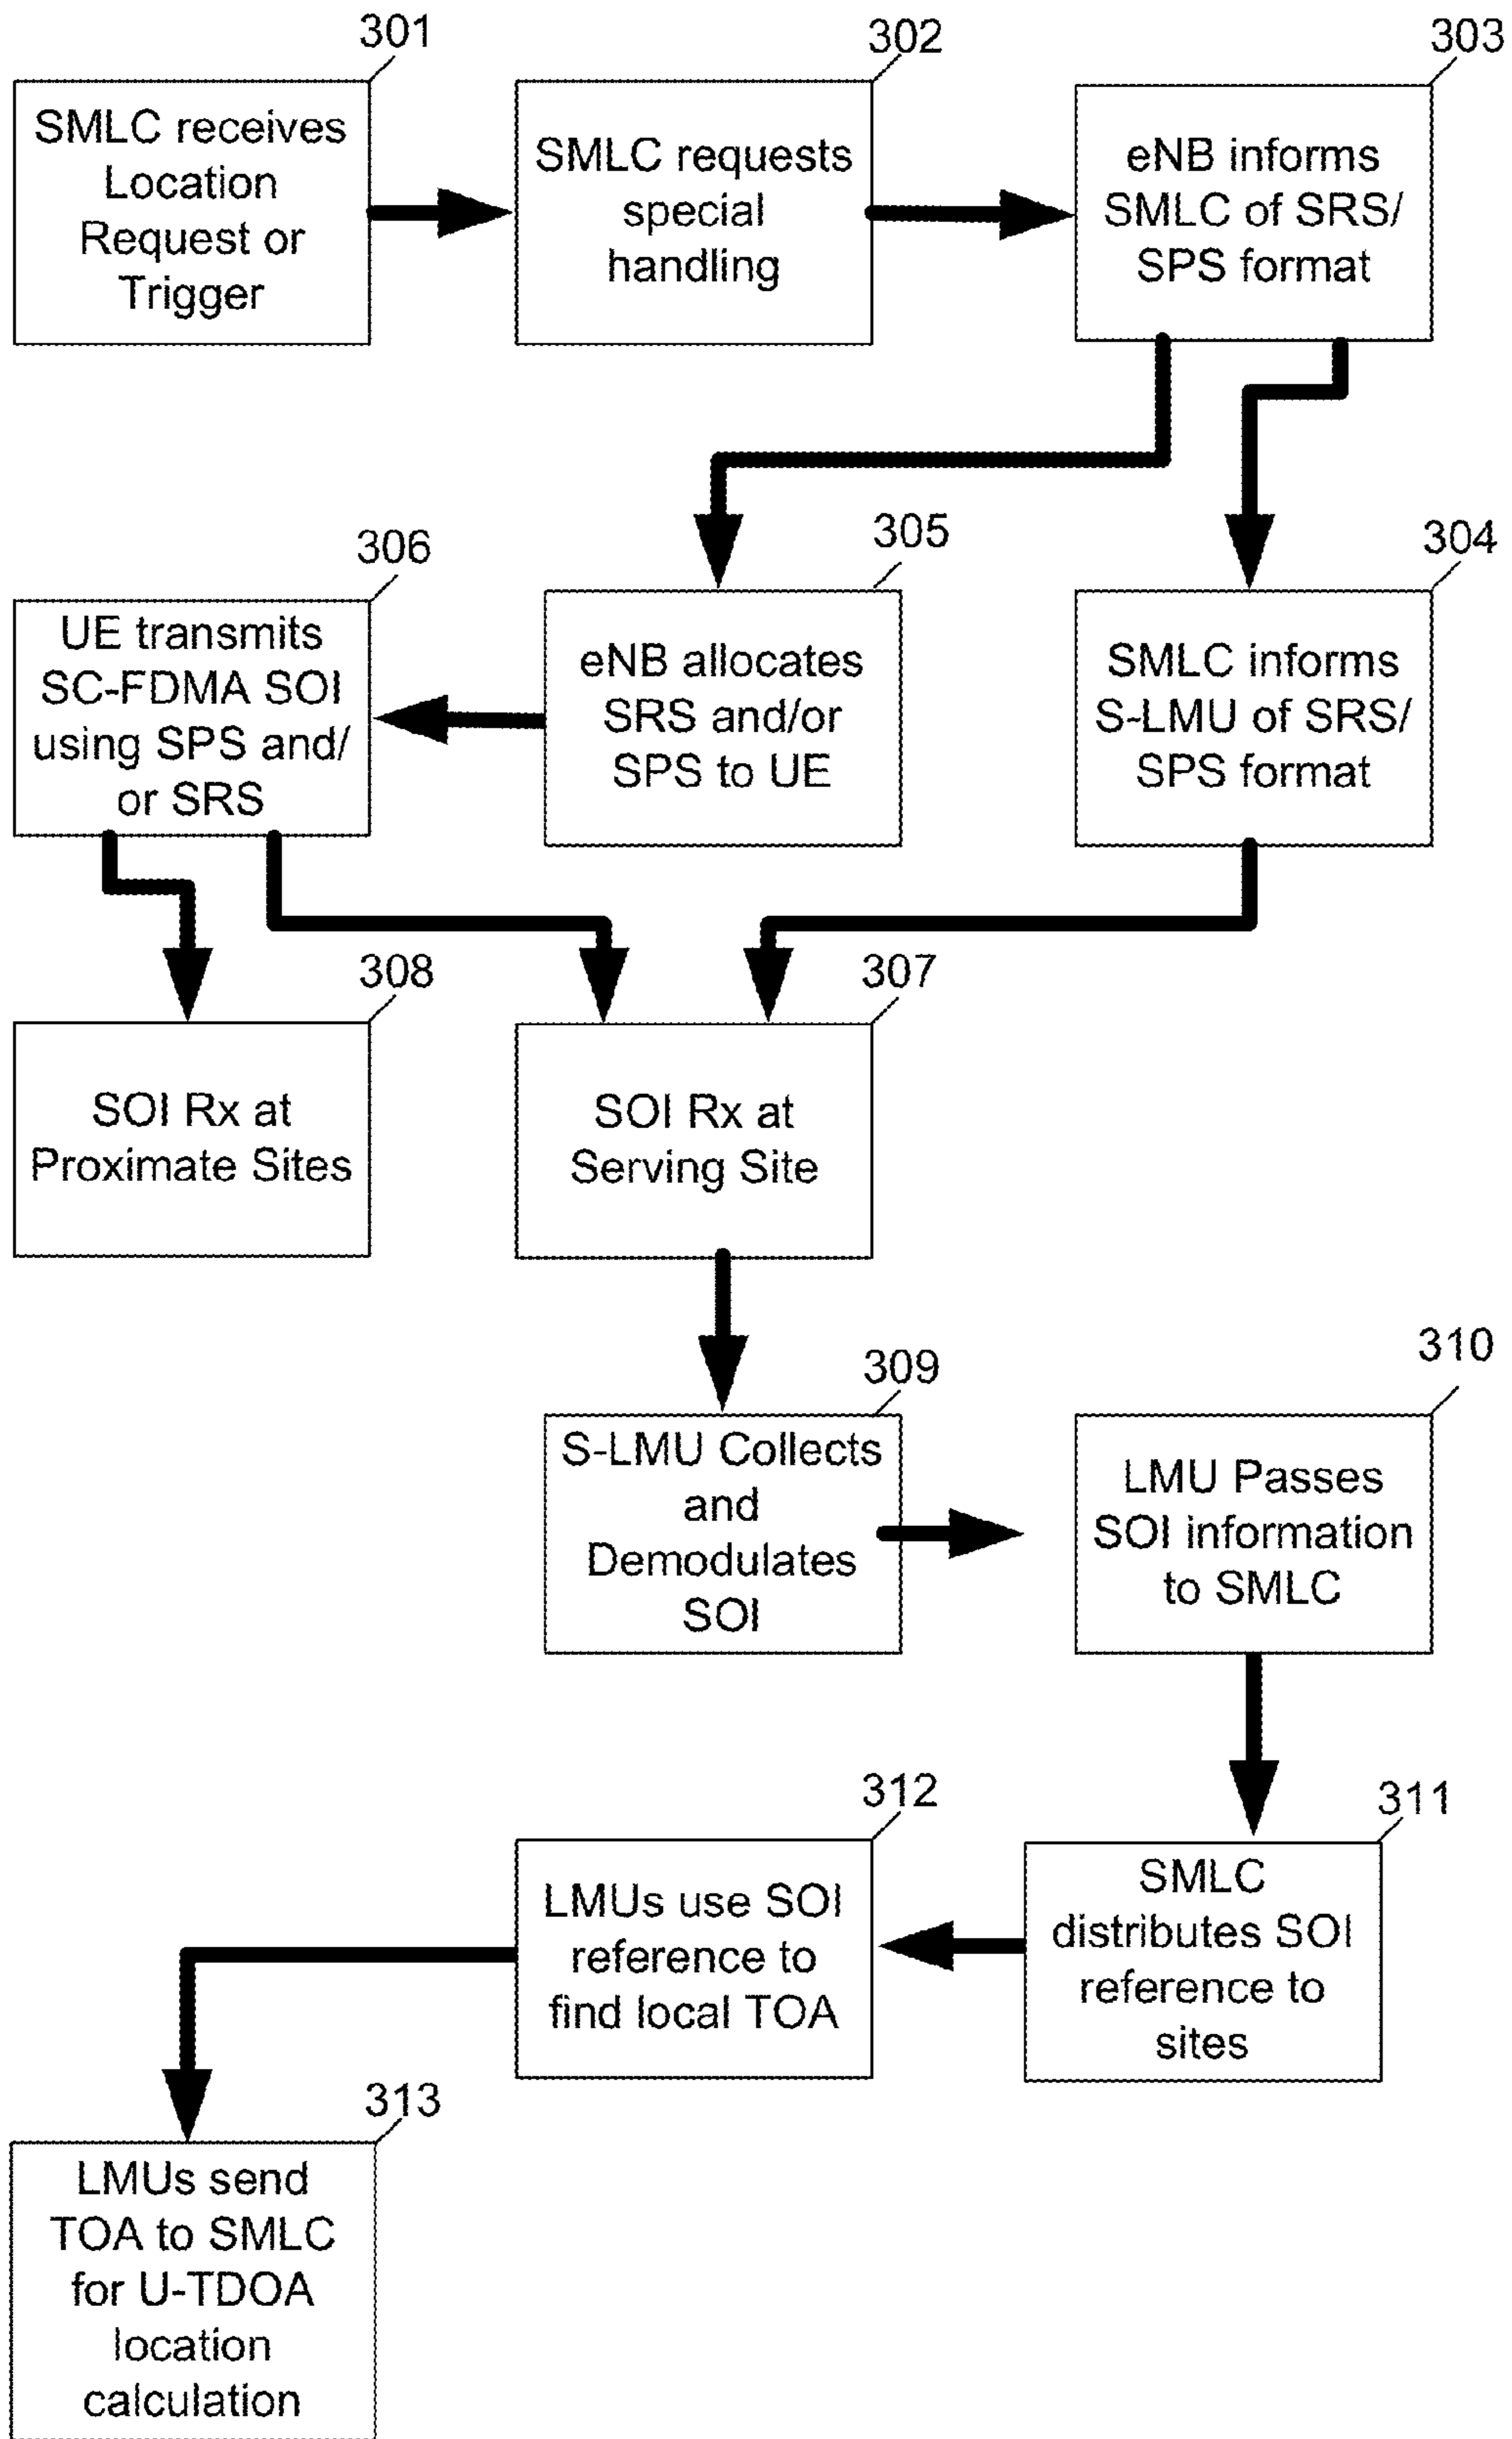 301
SMLC receives
Location
Request or
Trigger
302
SMLC requests
special
handling
303
eNB informs
SMLC of SRS/
SPS format
306
UE transmits
SC-FDMA SOI
using SPS and/
or SRS
305
eNB allocates
SRS and/or
SPS to UE
304
SMLC informs
S-LMU of SRS/
SPS format
308
SOI Rx at
Proximate Sites
307
SOI Rx at
Serving Site
309
S-LMU Collects
and
Demodulates
SOI
310
LMU Passes
SOI information
to SMLC
312
LMUs use SOI
reference to
find local TOA
311
SMLC
distributes SOI
reference to
sites
313
LMUs send
TOA to SMLC
for U-TDOA
location
calculation